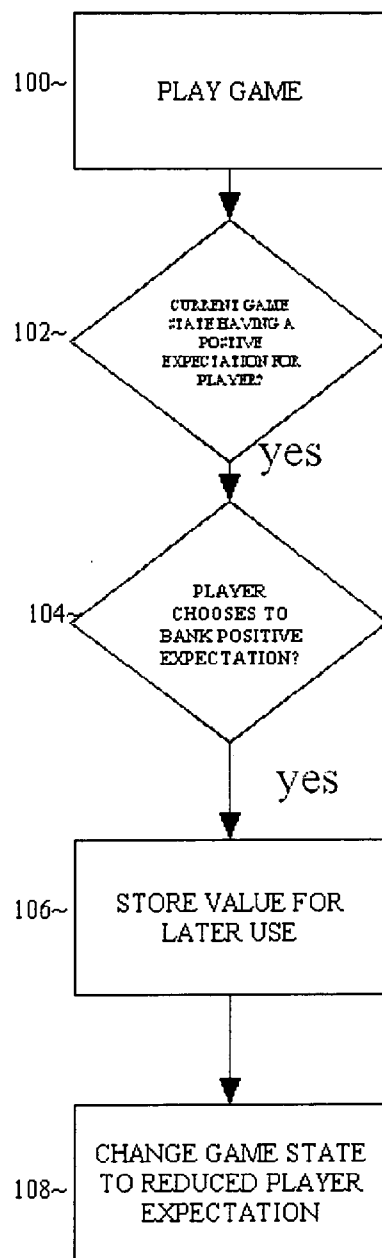 100~
PLAY GAME
102~
CURRENT GAME
STATE HAVING A
POSITIVE
EXPECTATION FOR
PLAYER?
yes
104~
PLAYER
CHOOSES TO
BANK POSITIVE
EXPECTATION?
yes
106~
STORE VALUE FOR
LATER USE
108~
CHANGE GAME STATE
TO REDUCED PLAYER
EXPECTATION